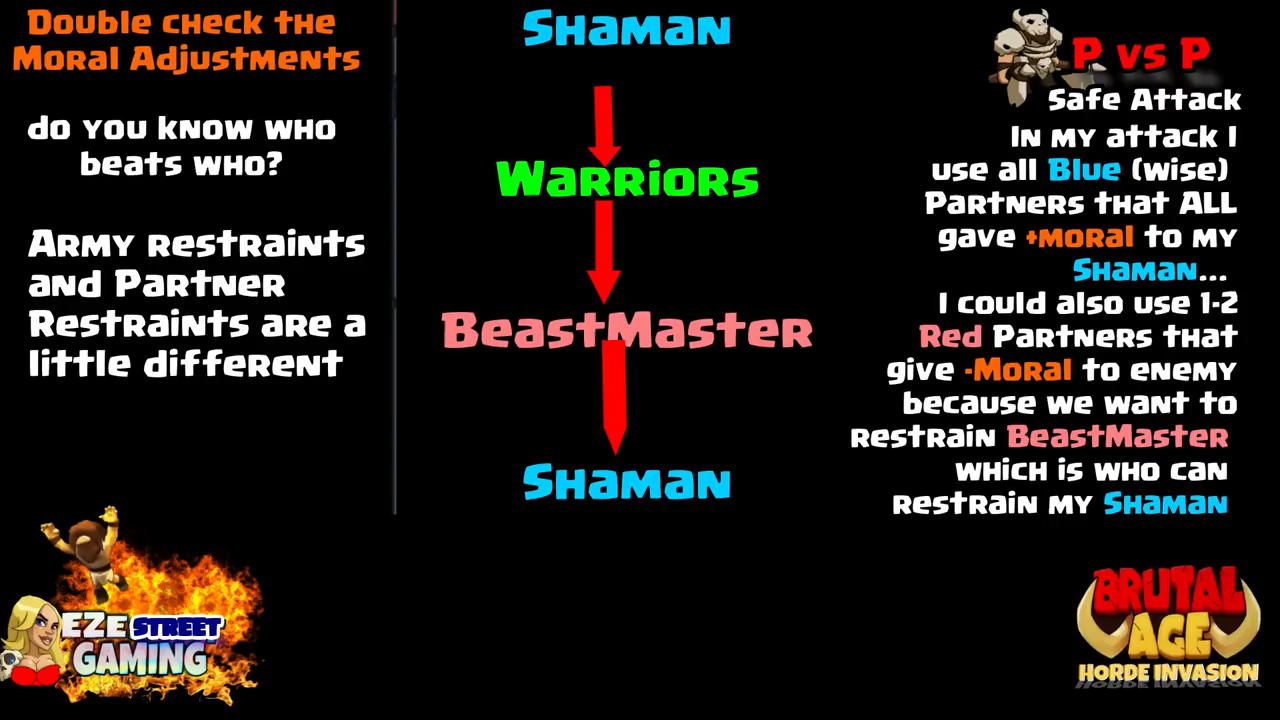 Double check the
Moral Adjustments
do you know who
beats who?
Army restraints
and Partner
Restraints are a
little different
Shaman
Warriors
BeastMaster
Shaman
P vs P
Safe Attack
In my attack I
use all Blue (wise)
Partners that ALL
gave +moral to my
Shaman...
I could also use 1-2
Red Partners that
give -Moral to enemy
because we want to
restrain BeastMaster
which is who can
restrain my Shaman
EZE STREET
GAMING
BRUTAL
AGE
HORDE INVASION